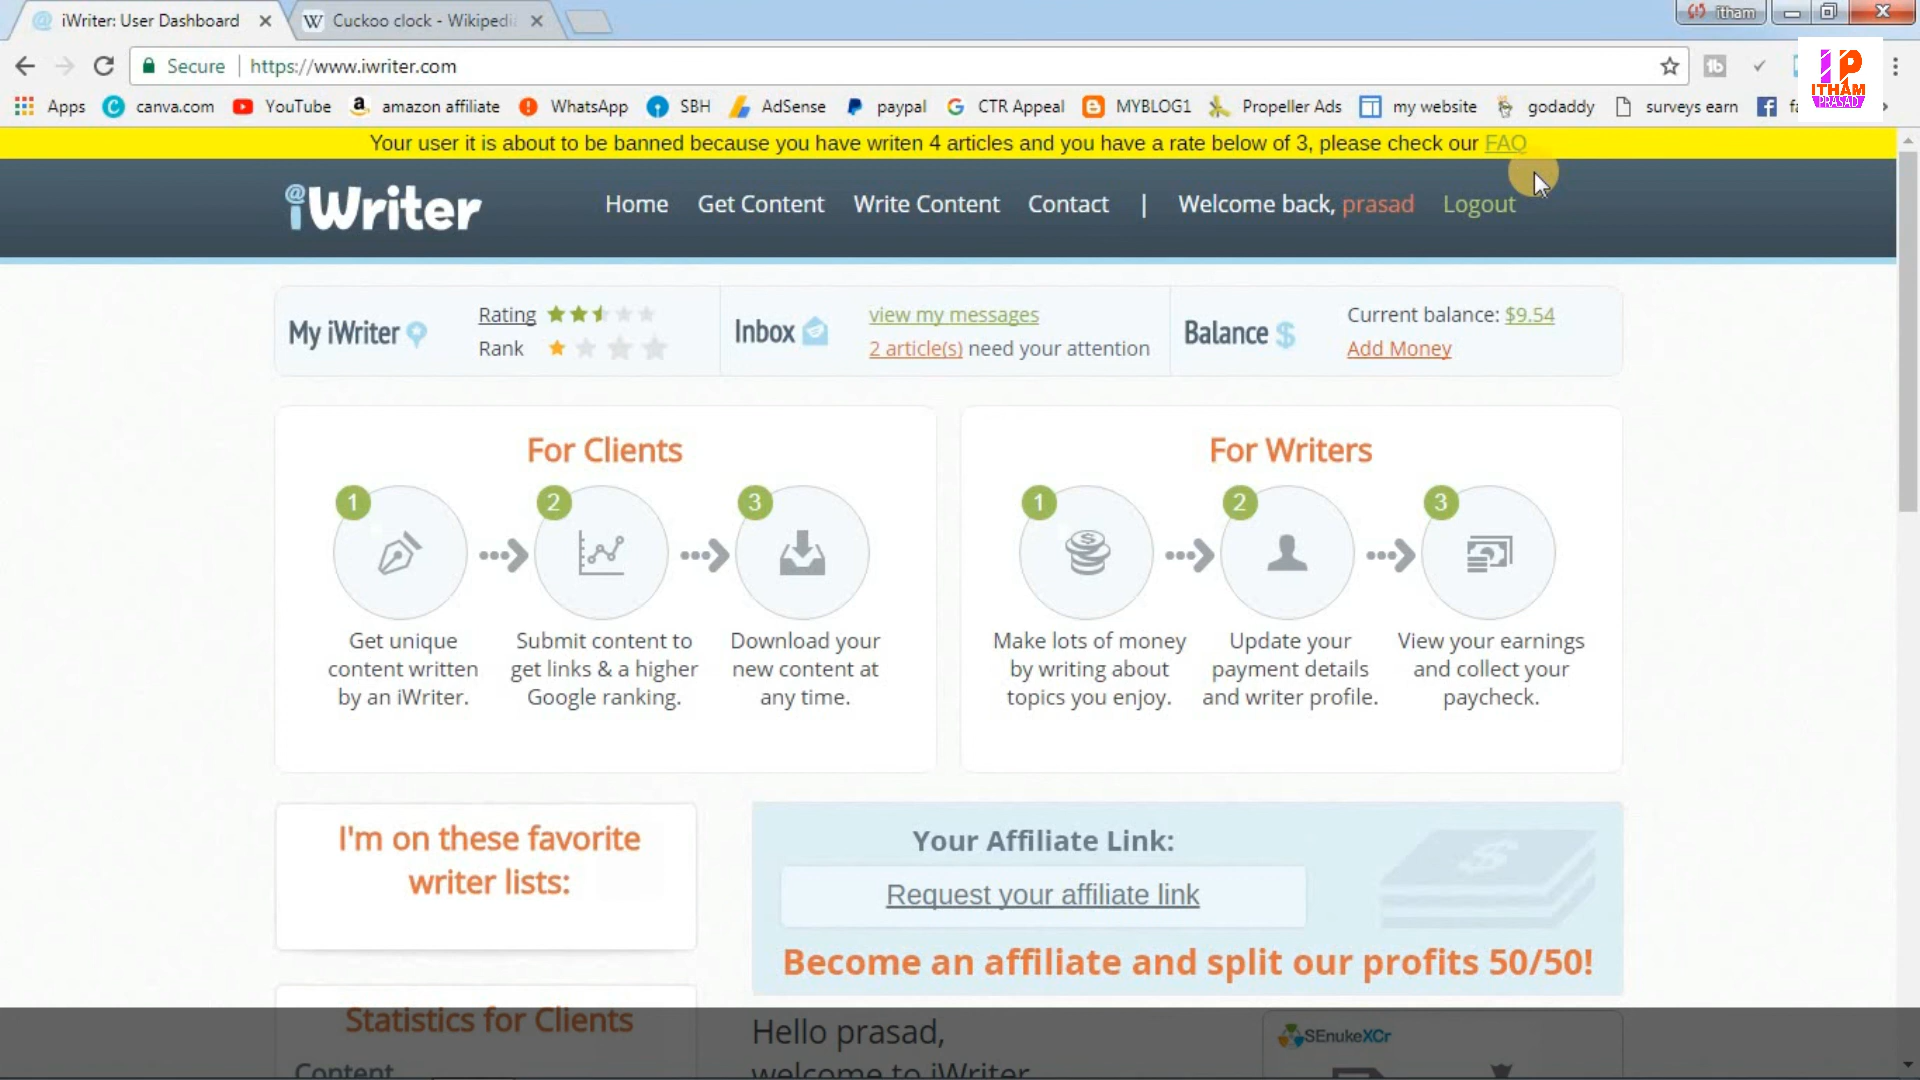 iWriter: User Dashboard
Cuckoo clock - Wikipedi
itham
Secure
https://www.iwriter.com
IP
ITHAM
PRASAD
Apps
canva.com
YouTube
amazon affiliate
WhatsApp
SBH
AdSense
paypal
CTR Appeal
MYBLOG1
Propeller Ads
my website
godaddy
surveys earn
Your user it is about to be banned because you have writen 4 articles and you have a rate below of 3, please check our FAQ
iWriter
Home
Get Content
Write Content
Contact
|
Welcome back, prasad
Logout
My iWriter
Rating
Rank
Inbox
view my messages
2 article(s) need your attention
Balance $
Current balance: $9.54
Add Money
For Clients
1
2
3
Get unique
content written
by an iWriter.
Submit content to
get links & a higher
Google ranking.
Download your
new content at
any time.
For Writers
1
2
3
Make lots of money
by writing about
topics you enjoy.
Update your
payment details
and writer profile.
View your earnings
and collect your
paycheck.
I'm on these favorite
writer lists:
Your Affiliate Link:
Request your affiliate link
Become an affiliate and split our profits 50/50!
Statistics for Clients
Content
Hello prasad,
welcome to iWriter
SEnukeXCr